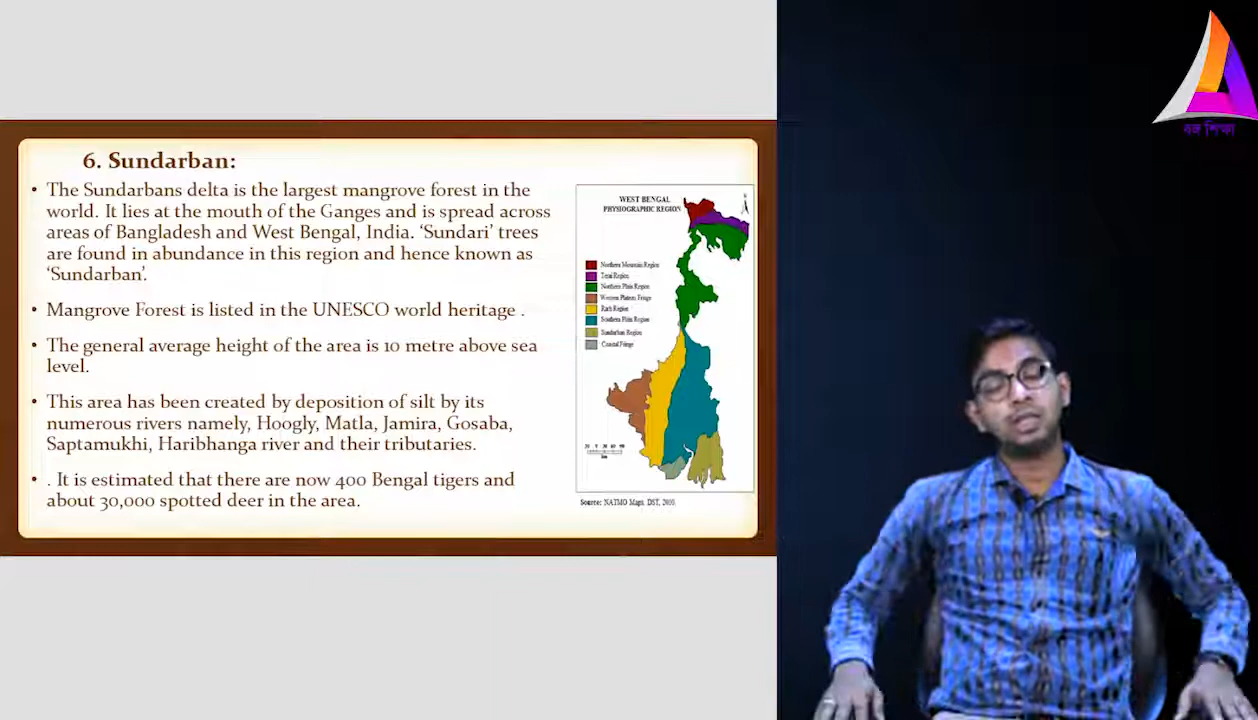 6. Sundarban:
• The Sundarbans delta is the largest mangrove forest in the
world. It lies at the mouth of the Ganges and is spread across
areas of Bangladesh and West Bengal, India. ‘Sundari’ trees
are found in abundance in this region and hence known as
‘Sundarban’.
• Mangrove Forest is listed in the UNESCO world heritage .
• The general average height of the area is 10 metre above sea
level.
• This area has been created by deposition of silt by its
numerous rivers namely, Hoogly, Matla, Jamira, Gosaba,
Saptamukhi, Haribhanga river and their tributaries.
• . It is estimated that there are now 400 Bengal tigers and
about 30,000 spotted deer in the area.
WEST BENGAL
PHYSIOGRAPHIC REGION
Northern Mountain Region
Terai Region
Northern Plain Region
Western Plateau Fringe
Rarh Region
Southern Plain Region
Sundarban Region
Coastal Fringe
Source: NATMO Maps, DST,
বঙ্গ শিক্ষা